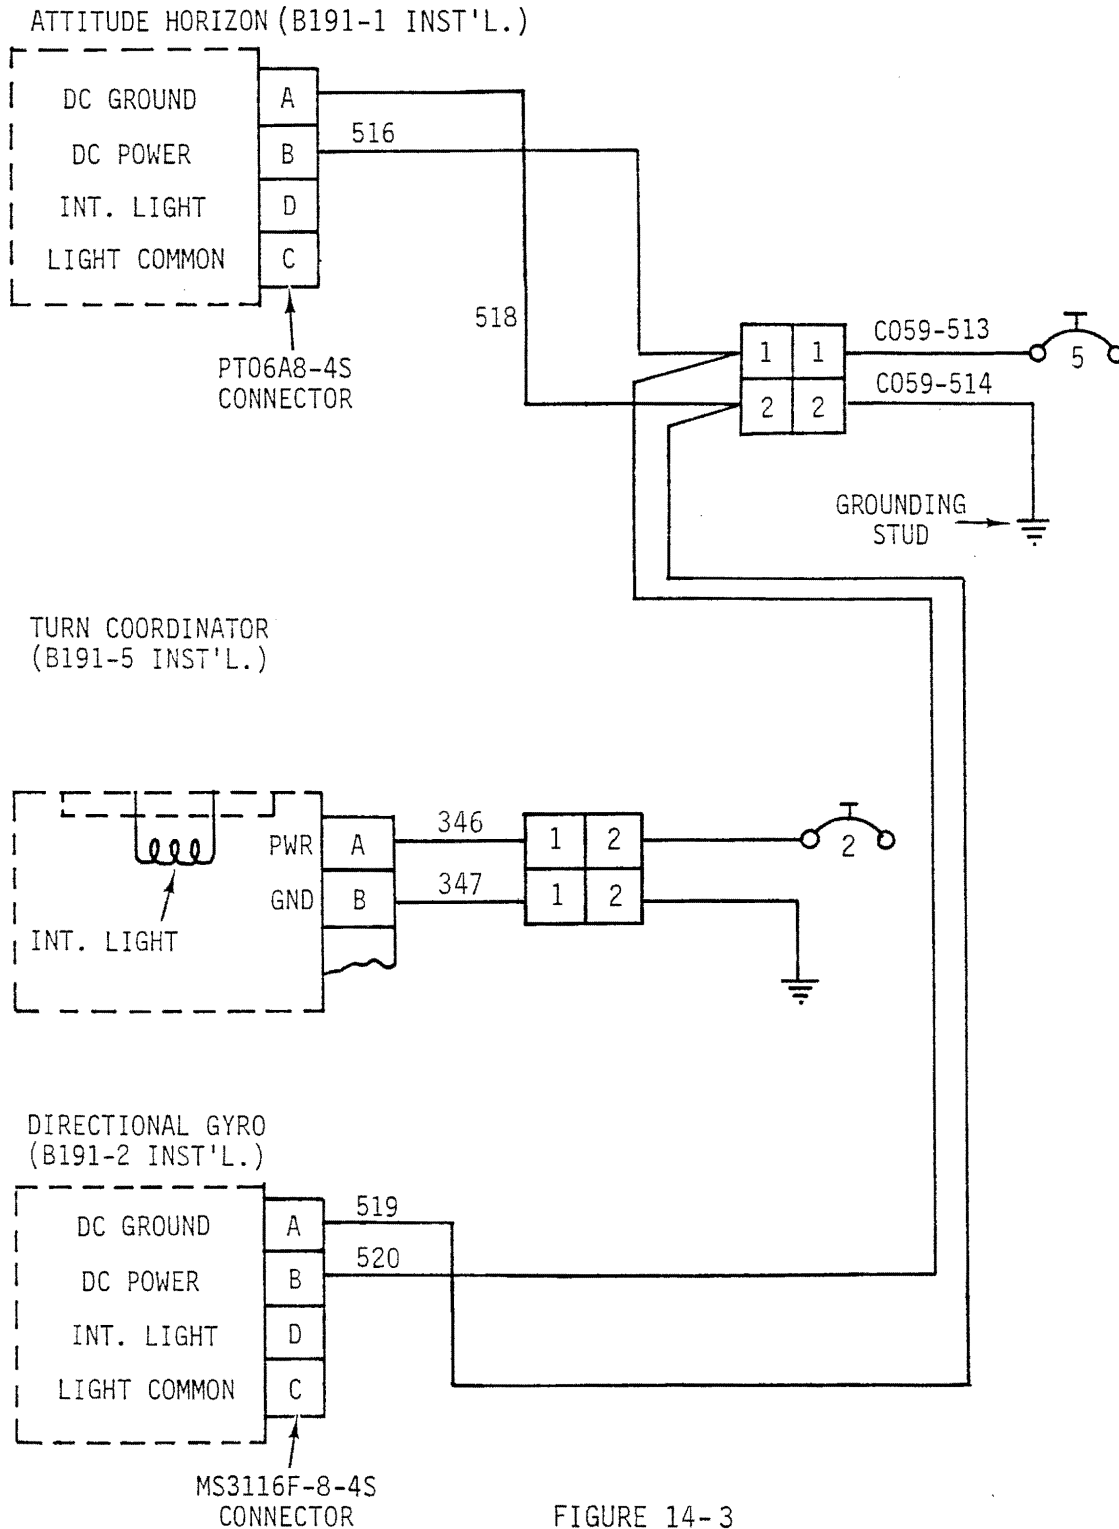 ATTITUDE HORIZON (B191-1 INST'L.)
DC GROUND A
DC POWER B
INT. LIGHT D
LIGHT COMMON C
516
518
PT06A8-4S
CONNECTOR
1 1
2 2
C059-513
5
C059-514
GROUNDING
STUD
TURN COORDINATOR
(B191-5 INST'L.)
PWR A
GND B
INT. LIGHT
346
347
1 2
1 2
2
DIRECTIONAL GYRO
(B191-2 INST'L.)
DC GROUND A
DC POWER B
INT. LIGHT D
LIGHT COMMON C
519
520
MS3116F-8-4S
CONNECTOR
FIGURE 14-3